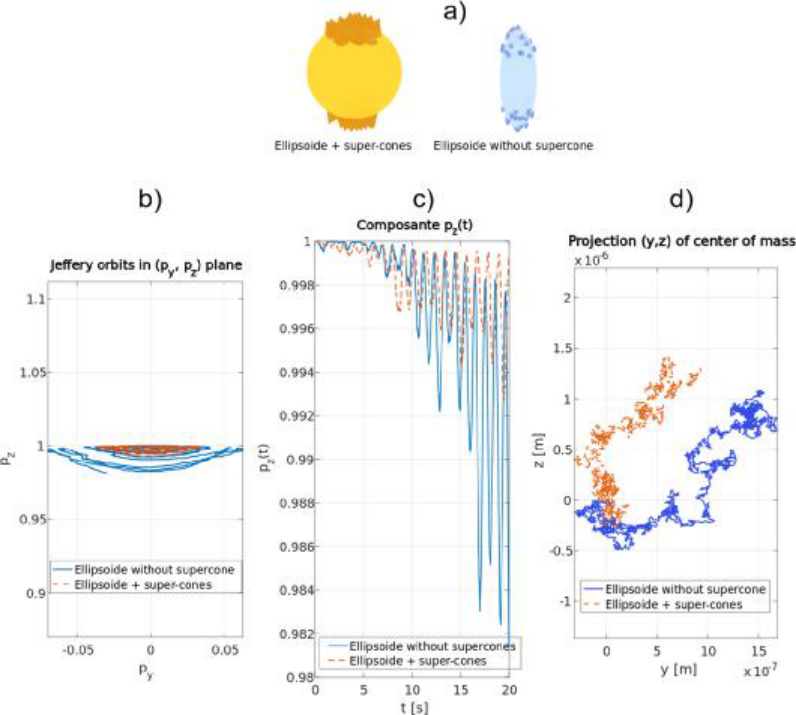 a)
Ellipsoide + super-cones
Ellipsoide without supercone
b)
c)
d)
Jeffery orbits in (p_y, p_z) plane
1.1
1.05
1
0.95
0.9
p_z
-0.05
0
0.05
p_y
Ellipsoide without supercone
Ellipsoide + super-cones
Composante p_z(t)
1
0.998
0.996
0.994
0.992
0.99
0.988
0.986
0.984
0.982
0.98
p_z(t)
0
5
10
15
20
t [s]
Ellipsoide without supercones
Ellipsoide + super-cones
Projection (y,z) of center of mass
×10^-6
2
1.5
1
0.5
0
-0.5
-1
z [m]
0
5
10
15
y [m]
×10^-7
Ellipsoide without supercone
Ellipsoide + super-cones